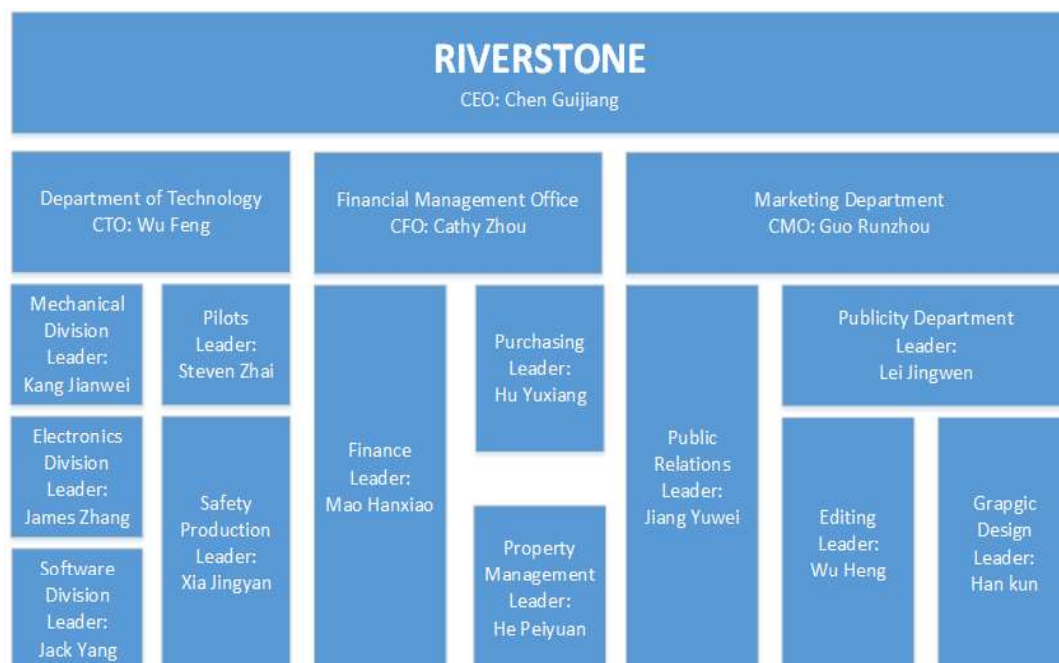 RIVERSTONE
CEO: Chen Guijiang
Department of Technology
CTO: Wu Feng
Financial Management Office
CFO: Cathy Zhou
Marketing Department
CMO: Guo Runzhou
Mechanical
Division
Leader:
Kang Jianwei
Pilots
Leader:
Steven Zhai
Electronics
Division
Leader:
James Zhang
Safety
Production
Leader:
Xia Jingyan
Software
Division
Leader:
Jack Yang
Finance
Leader:
Mao Hanxiao
Purchasing
Leader:
Hu Yuxiang
Property
Management
Leader:
He Peiyuan
Public
Relations
Leader:
Jiang Yuwei
Publicity Department
Leader:
Lei Jingwen
Editing
Leader:
Wu Heng
Grapgic
Design
Leader:
Han kun